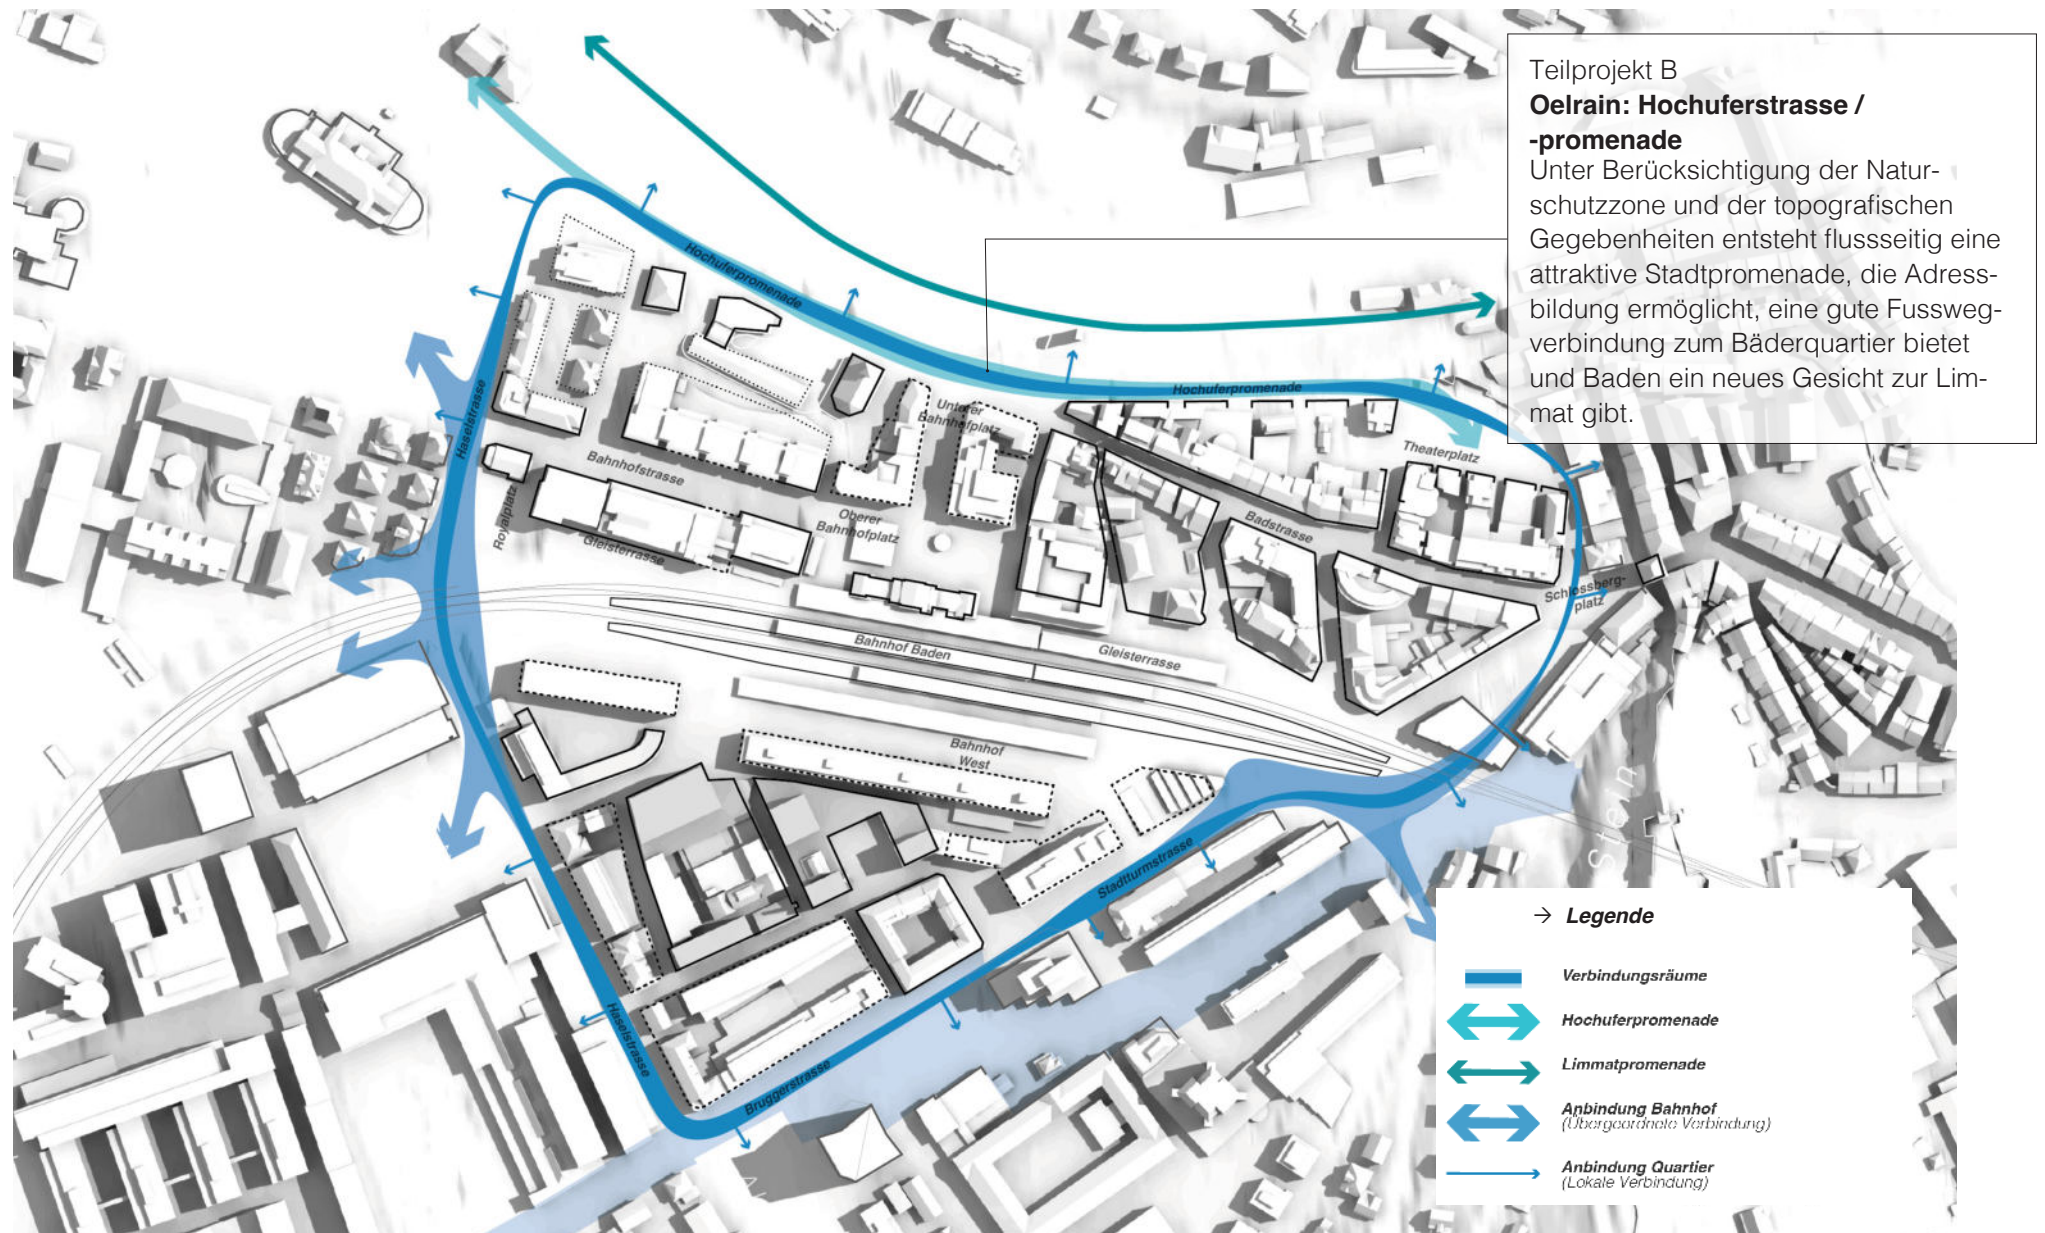 Teilprojekt B
Oelrain: Hochuferstrasse /
-promenade
Unter Berücksichtigung der Natur-
schutzzone und der topografischen
Gegebenheiten entsteht flussseitig eine
attraktive Stadtpromenade, die Adress-
bildung ermöglicht, eine gute Fussweg-
verbindung zum Bäderquartier bietet
und Baden ein neues Gesicht zur Lim-
mat gibt.
Hochuferpromenade
Hochuferpromenade
Haselstrasse
Unterer
Bahnhofplatz
Theaterplatz
Bahnhofstrasse
Royalplatz
Oberer
Bahnhofplatz
Badstrasse
Gleisterrasse
Schlossberg-
platz
Bahnhof Baden
Gleisterrasse
Bahnhof
West
Stein
Stadtturmstrasse
Haselstrasse
Bruggerstrasse
→ Legende
Verbindungsräume
Hochuferpromenade
Limmatpromenade
Anbindung Bahnhof
(Übergeordnete Verbindung)
Anbindung Quartier
(Lokale Verbindung)